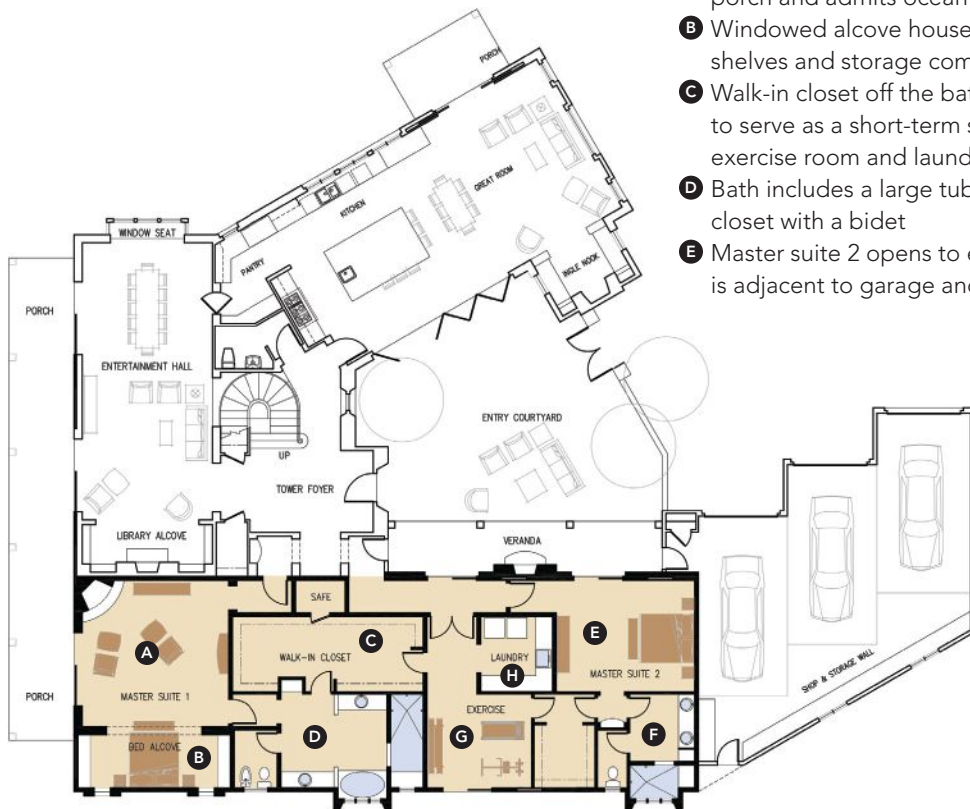 porch and admits ocean
B Windowed alcove house
shelves and storage com
C Walk-in closet off the bat
to serve as a short-term s
exercise room and laund
D Bath includes a large tub
closet with a bidet
E Master suite 2 opens to e
is adjacent to garage and
PORCH
GREAT ROOM
KITCHEN
WINDOW SEAT
PANTRY
INGLE NOOK
PORCH
ENTERTAINMENT HALL
ENTRY COURTYARD
UP
TOWER FOYER
LIBRARY ALCOVE
VERANDA
SAFE
A
C
E
WALK-IN CLOSET
LAUNDRY
H
MASTER SUITE 2
SHOP & STORAGE WALL
PORCH
MASTER SUITE 1
EXERCISE
D
G
F
BED ALCOVE
B